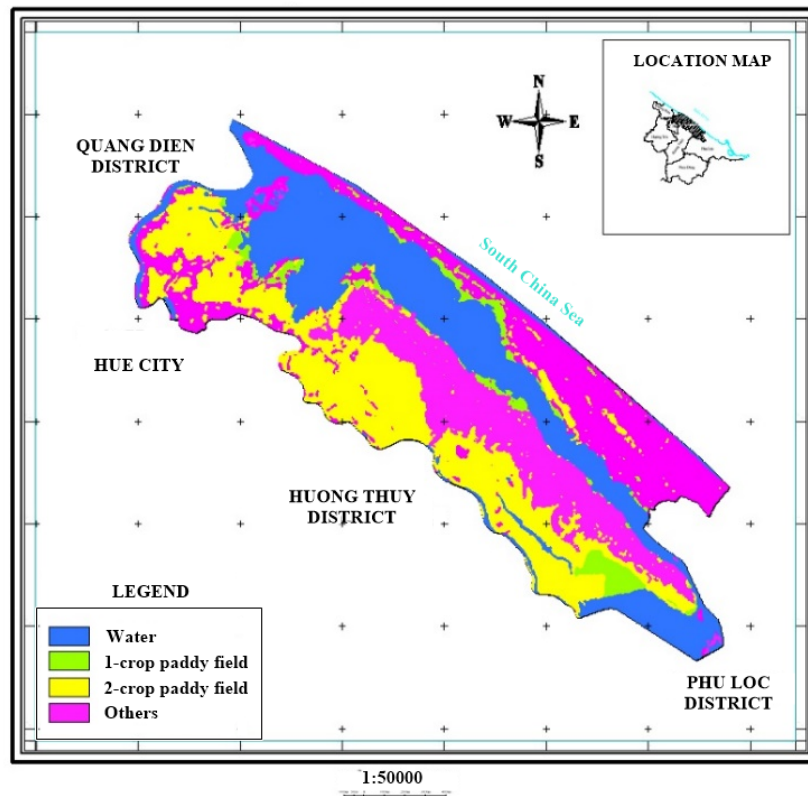 LOCATION MAP
N
W E
S
QUANG DIEN
DISTRICT
South China Sea
HUE CITY
HUONG THUY
DISTRICT
LEGEND
Water
1-crop paddy field
2-crop paddy field
Others
PHU LOC
DISTRICT
1:50000